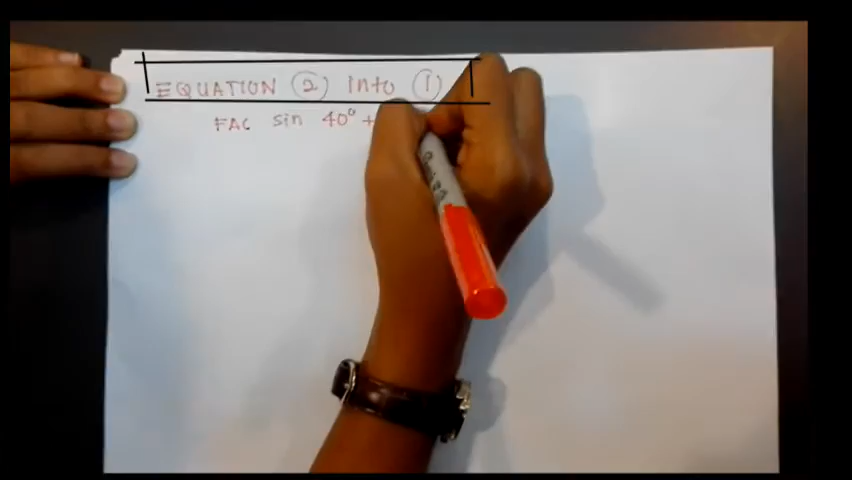 EQUATION (2) into (1)
FAC sin 40° +